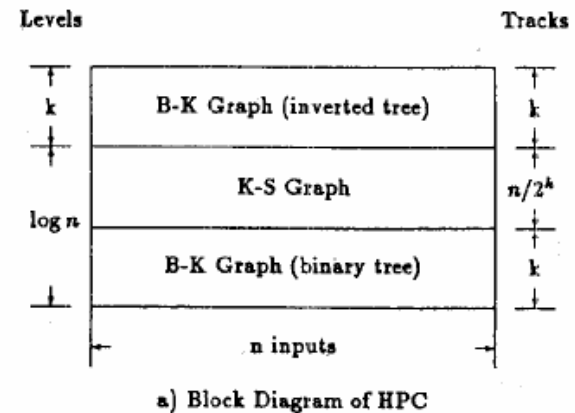 Levels Tracks
k B-K Graph (inverted tree) k
K-S Graph n/2^k
log n
B-K Graph (binary tree) k
n inputs
a) Block Diagram of HPC